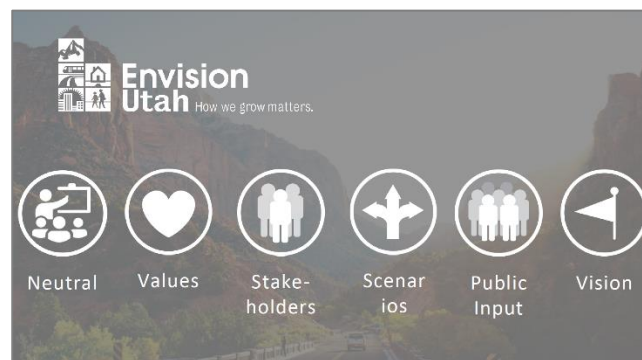 Envision
Utah How we grow matters.
Neutral
Values
Stake-
holders
Scenar
ios
Public
Input
Vision